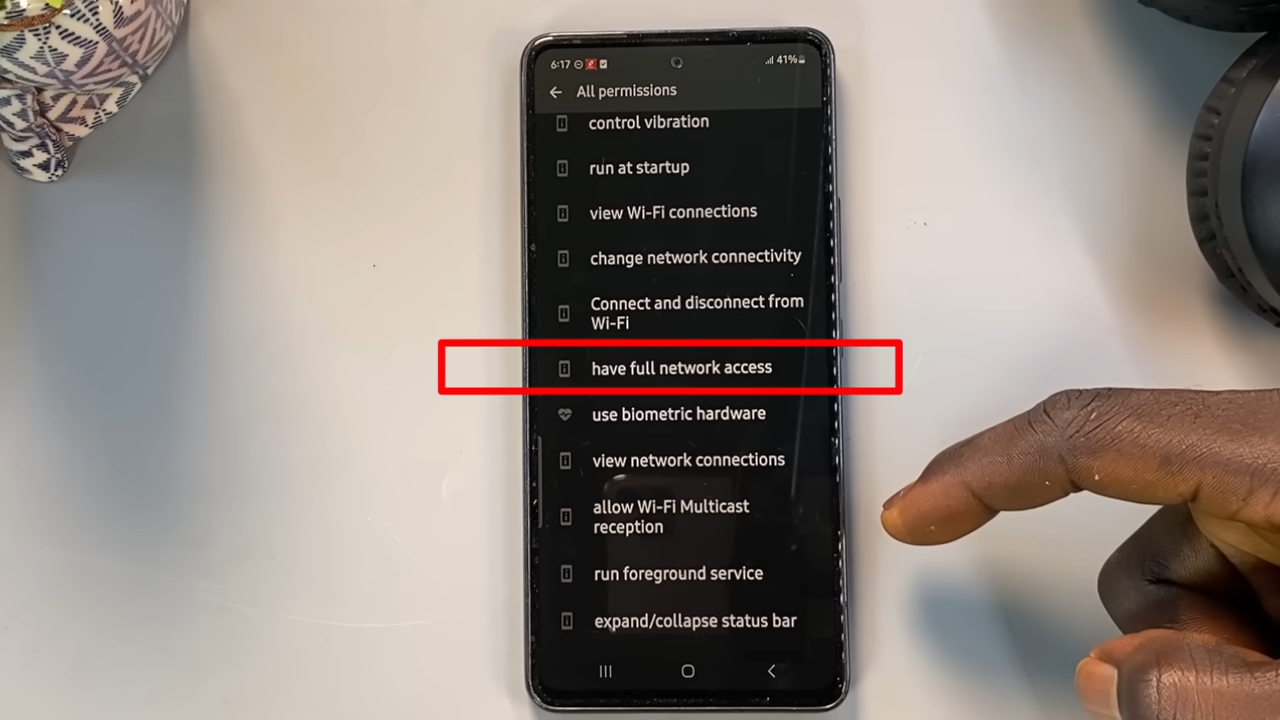 6:17 41%
All permissions
control vibration
run at startup
view Wi-Fi connections
change network connectivity
Connect and disconnect from
Wi-Fi
have full network access
use biometric hardware
view network connections
allow Wi-Fi Multicast
reception
run foreground service
expand/collapse status bar